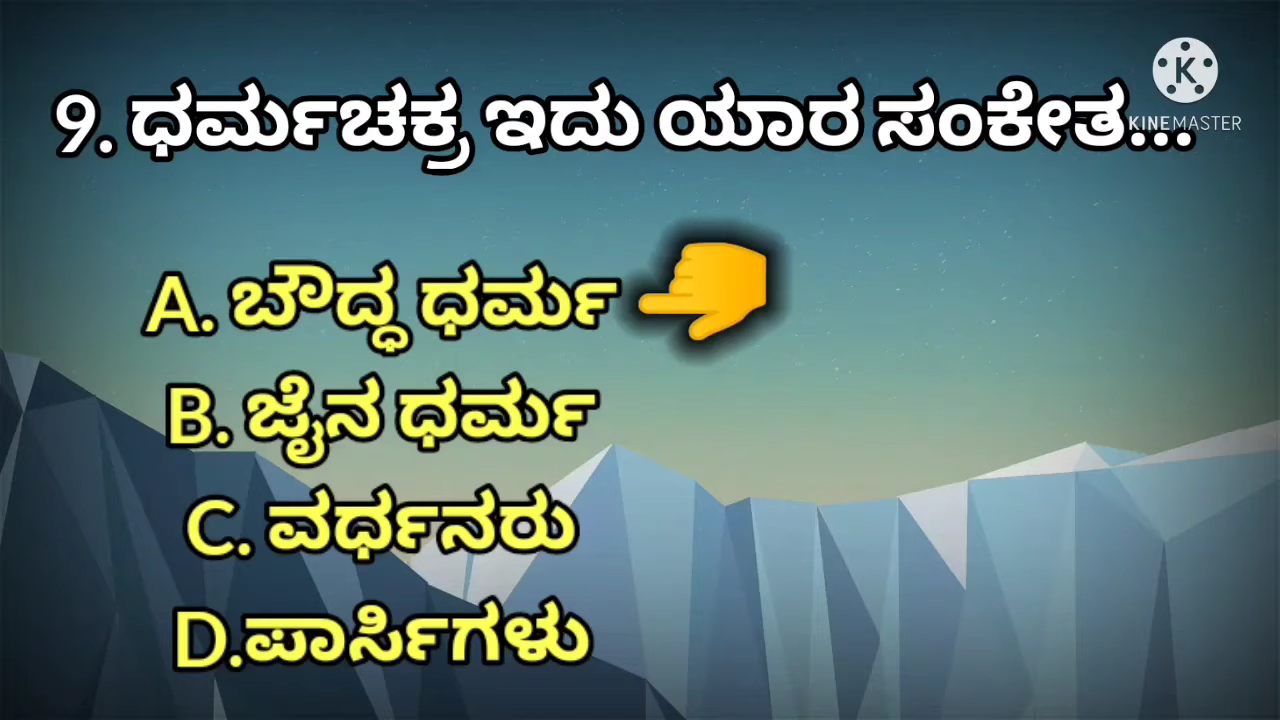 9. ಧರ್ಮಚಕ್ರ ಇದು ಯಾರ ಸಂಕೇತ...
K
KINEMASTER
A. ಬೌದ್ಧ ಧರ್ಮ
B. ಜೈನ ಧರ್ಮ
C. ವರ್ಧನರು
D.ಪಾರ್ಸಿಗಳು